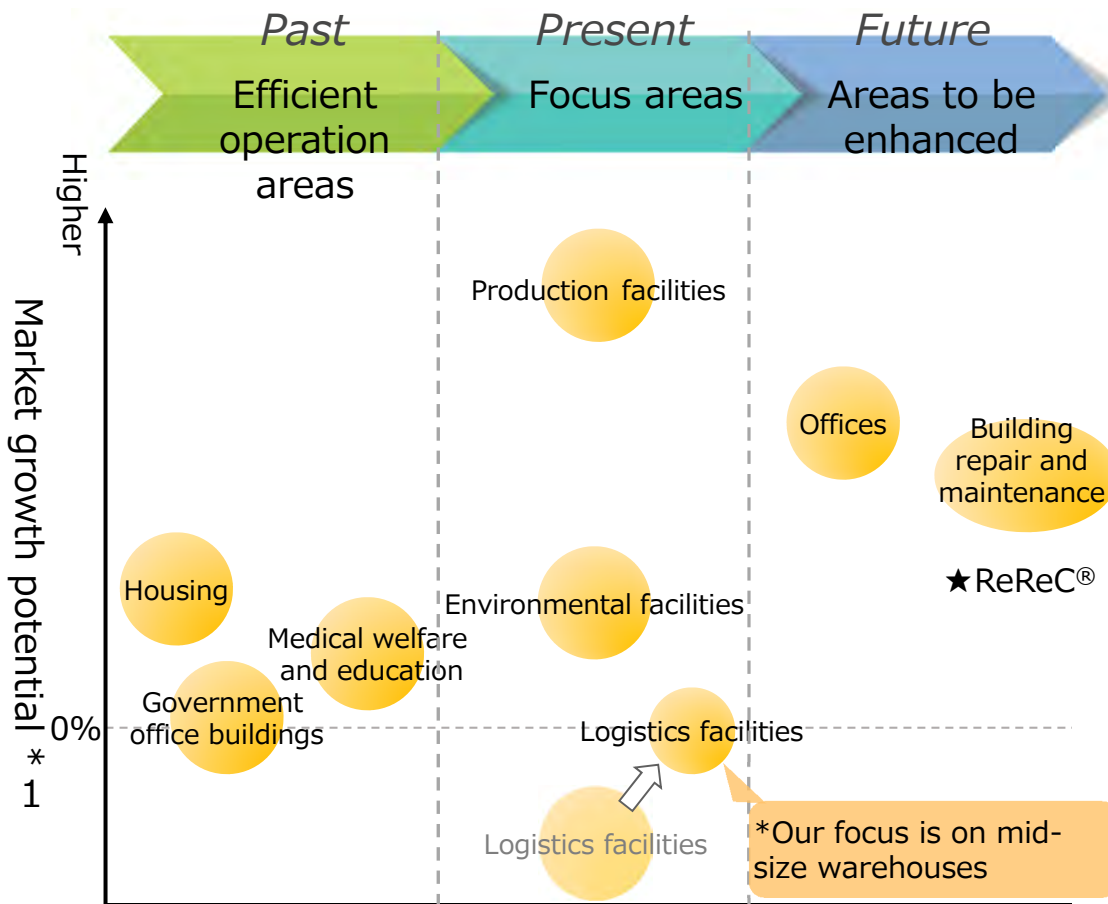 Past
Present
Future
Efficient
operation
areas
Focus areas
Areas to be
enhanced
Higher
Market growth potential *1
Production facilities
Offices
Building
repair and
maintenance
★ReReC®
Housing
Environmental facilities
Medical welfare
and education
Government
office buildings
0%
Logistics facilities
Logistics facilities
*Our focus is on mid-
size warehouses